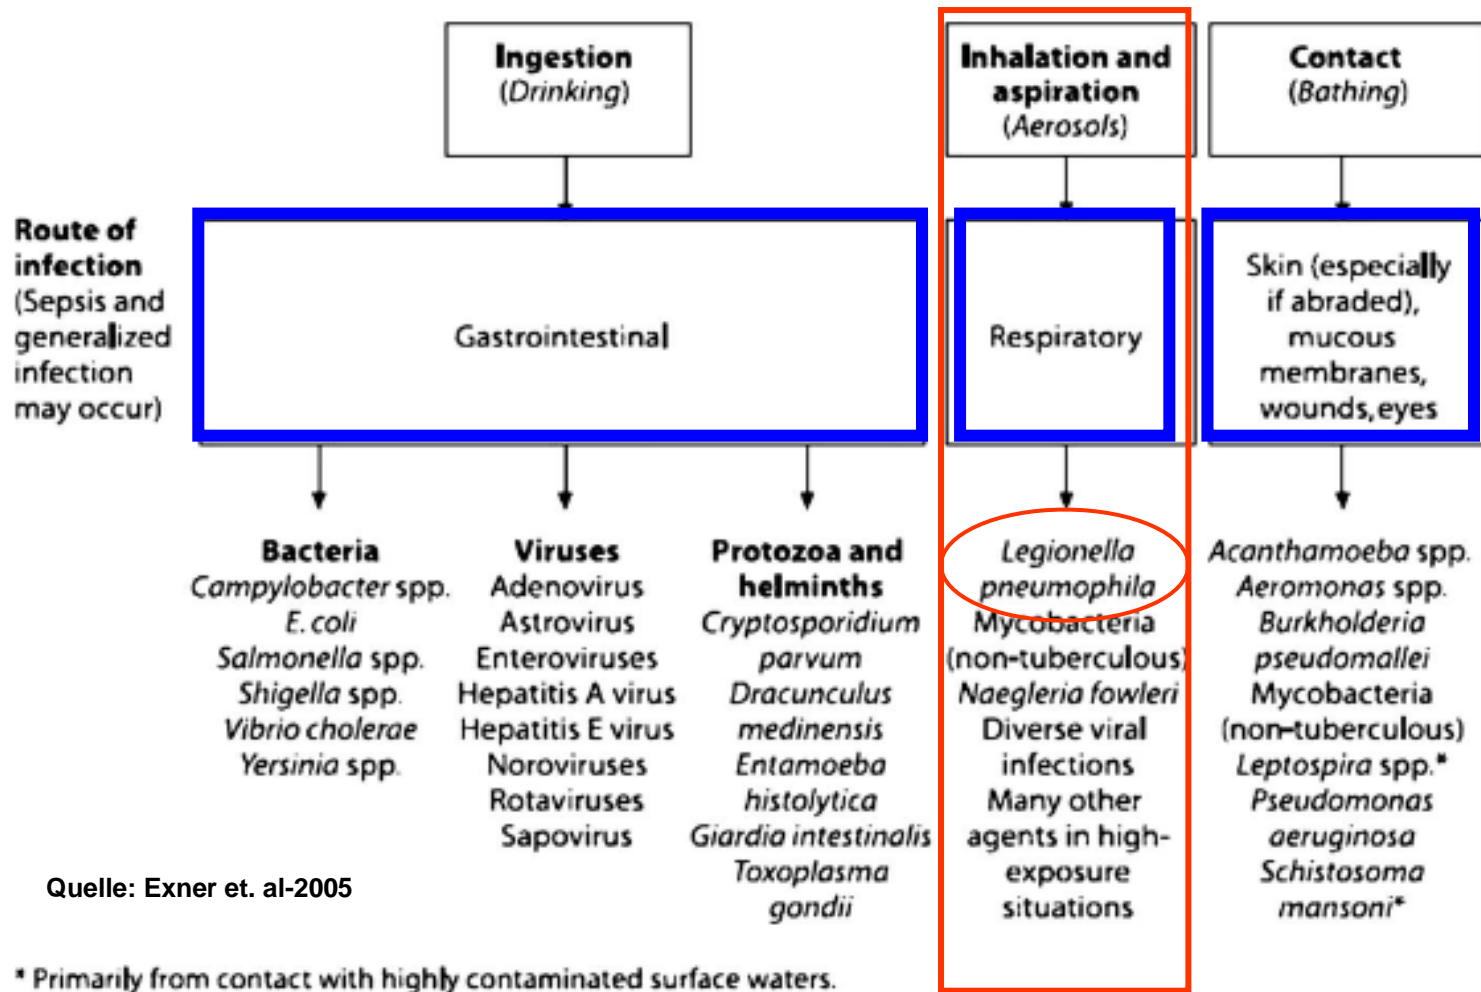 Ingestion
(Drinking)
Inhalation and
aspiration
(Aerosols)
Contact
(Bathing)
Route of
infection
(Sepsis and
generalized
infection
may occur)
Gastrointestinal
Respiratory
Skin (especially
if abraded),
mucous
membranes,
wounds, eyes
Bacteria
Campylobacter spp.
E. coli
Salmonella spp.
Shigella spp.
Vibrio cholerae
Yersinia spp.
Viruses
Adenovirus
Astrovirus
Enteroviruses
Hepatitis A virus
Hepatitis E virus
Noroviruses
Rotaviruses
Sapovirus
Protozoa and
helminths
Cryptosporidium
parvum
Dracunculus
medinensis
Entamoeba
histolytica
Giardia intestinalis
Toxoplasma
gondii
Legionella
pneumophila
Mycobacteria
(non-tuberculous)
Naegleria fowleri
Diverse viral
infections
Many other
agents in high-
exposure
situations
Acanthamoeba spp.
Aeromonas spp.
Burkholderia
pseudomallei
Mycobacteria
(non-tuberculous)
Leptospira spp.*
Pseudomonas
aeruginosa
Schistosoma
mansoni*
Quelle: Exner et. al-2005
* Primarily from contact with highly contaminated surface waters.